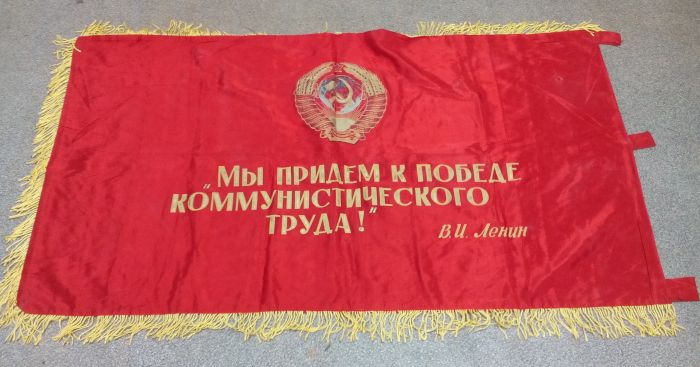 „Мы придем к победе
коммунистического
труда!“
В.И. Ленин